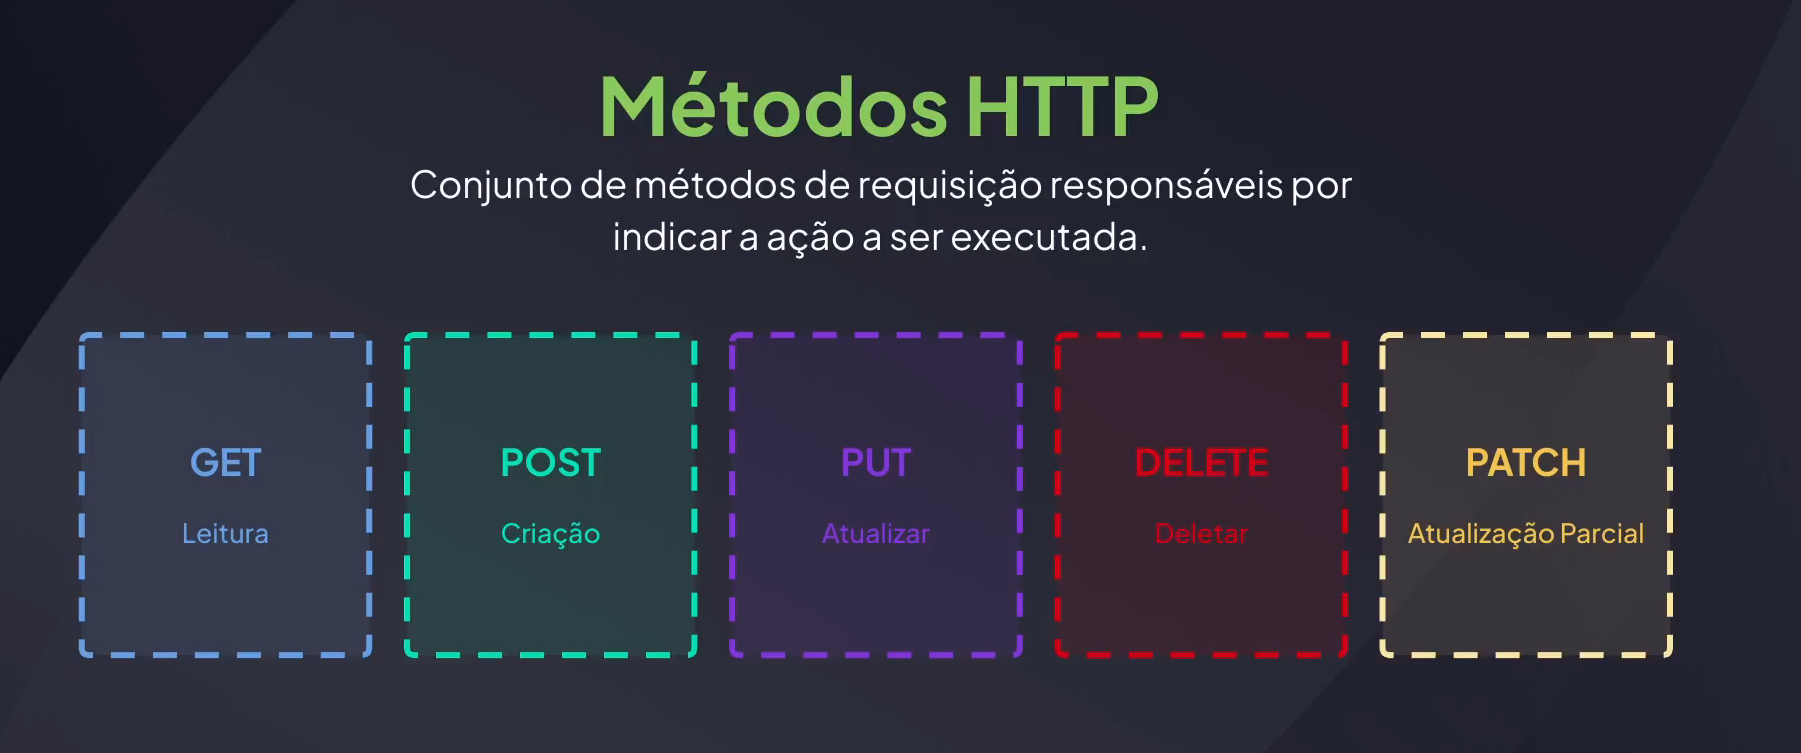 Métodos HTTP
Conjunto de métodos de requisição responsáveis por
indicar a ação a ser executada.
GET
Leitura
POST
Criação
PUT
Atualizar
DELETE
Deletar
PATCH
Atualização Parcial